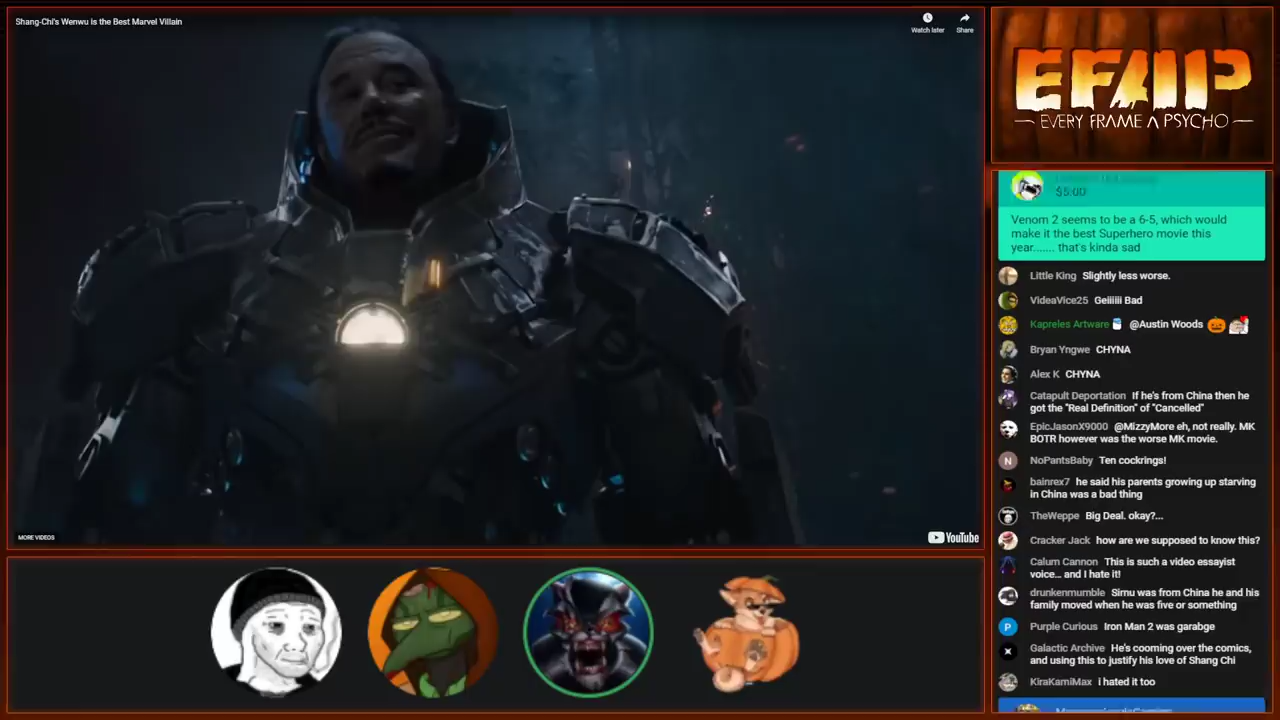 Shang-Chi's Wenwu is the Best Marvel Villain
Watch later
Share
MORE VIDEOS
YouTube
EFAP
EVERY FRAME A PSYCHO
$5.00
Venom 2 seems to be a 6-5, which would
make it the best Superhero movie this
year....... that's kinda sad
Little King Slightly less worse.
VideaVice25 Geiiiiii Bad
Kapreles Artware @Austin Woods
Bryan Yngwe CHYNA
Alex K CHYNA
Catapult Deportation If he's from China then he
got the "Real Definition" of "Cancelled"
EpicJasonX9000 @MizzyMore eh, not really. MK
BOTR however was the worse MK movie.
N
NoPantsBaby Ten cockrings!
bainrex7 he said his parents growing up starving
in China was a bad thing
TheWeppe Big Deal. okay?...
Cracker Jack how are we supposed to know this?
Calum Cannon This is such a video essayist
voice... and I hate it!
drunkenmumble Simu was from China he and his
family moved when he was five or something
P
Purple Curious Iron Man 2 was garabge
Galactic Archive He's cooming over the comics,
and using this to justify his love of Shang Chi
KiraKamiMax i hated it too